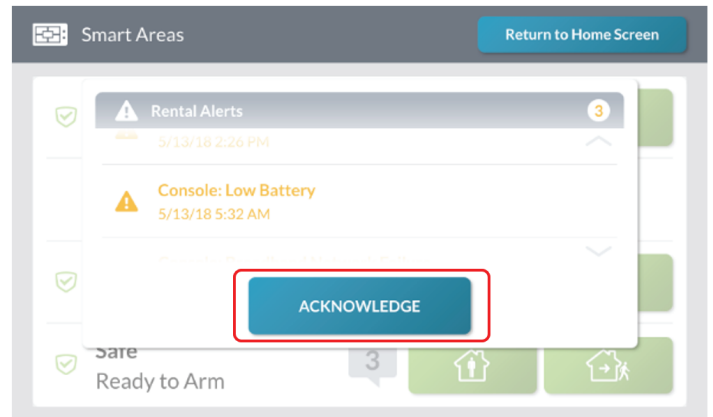 Smart Areas
Return to Home Screen
Rental Alerts
3
5/13/18 2:26 PM
Console: Low Battery
5/13/18 5:32 AM
ACKNOWLEDGE
Safe
3
Ready to Arm